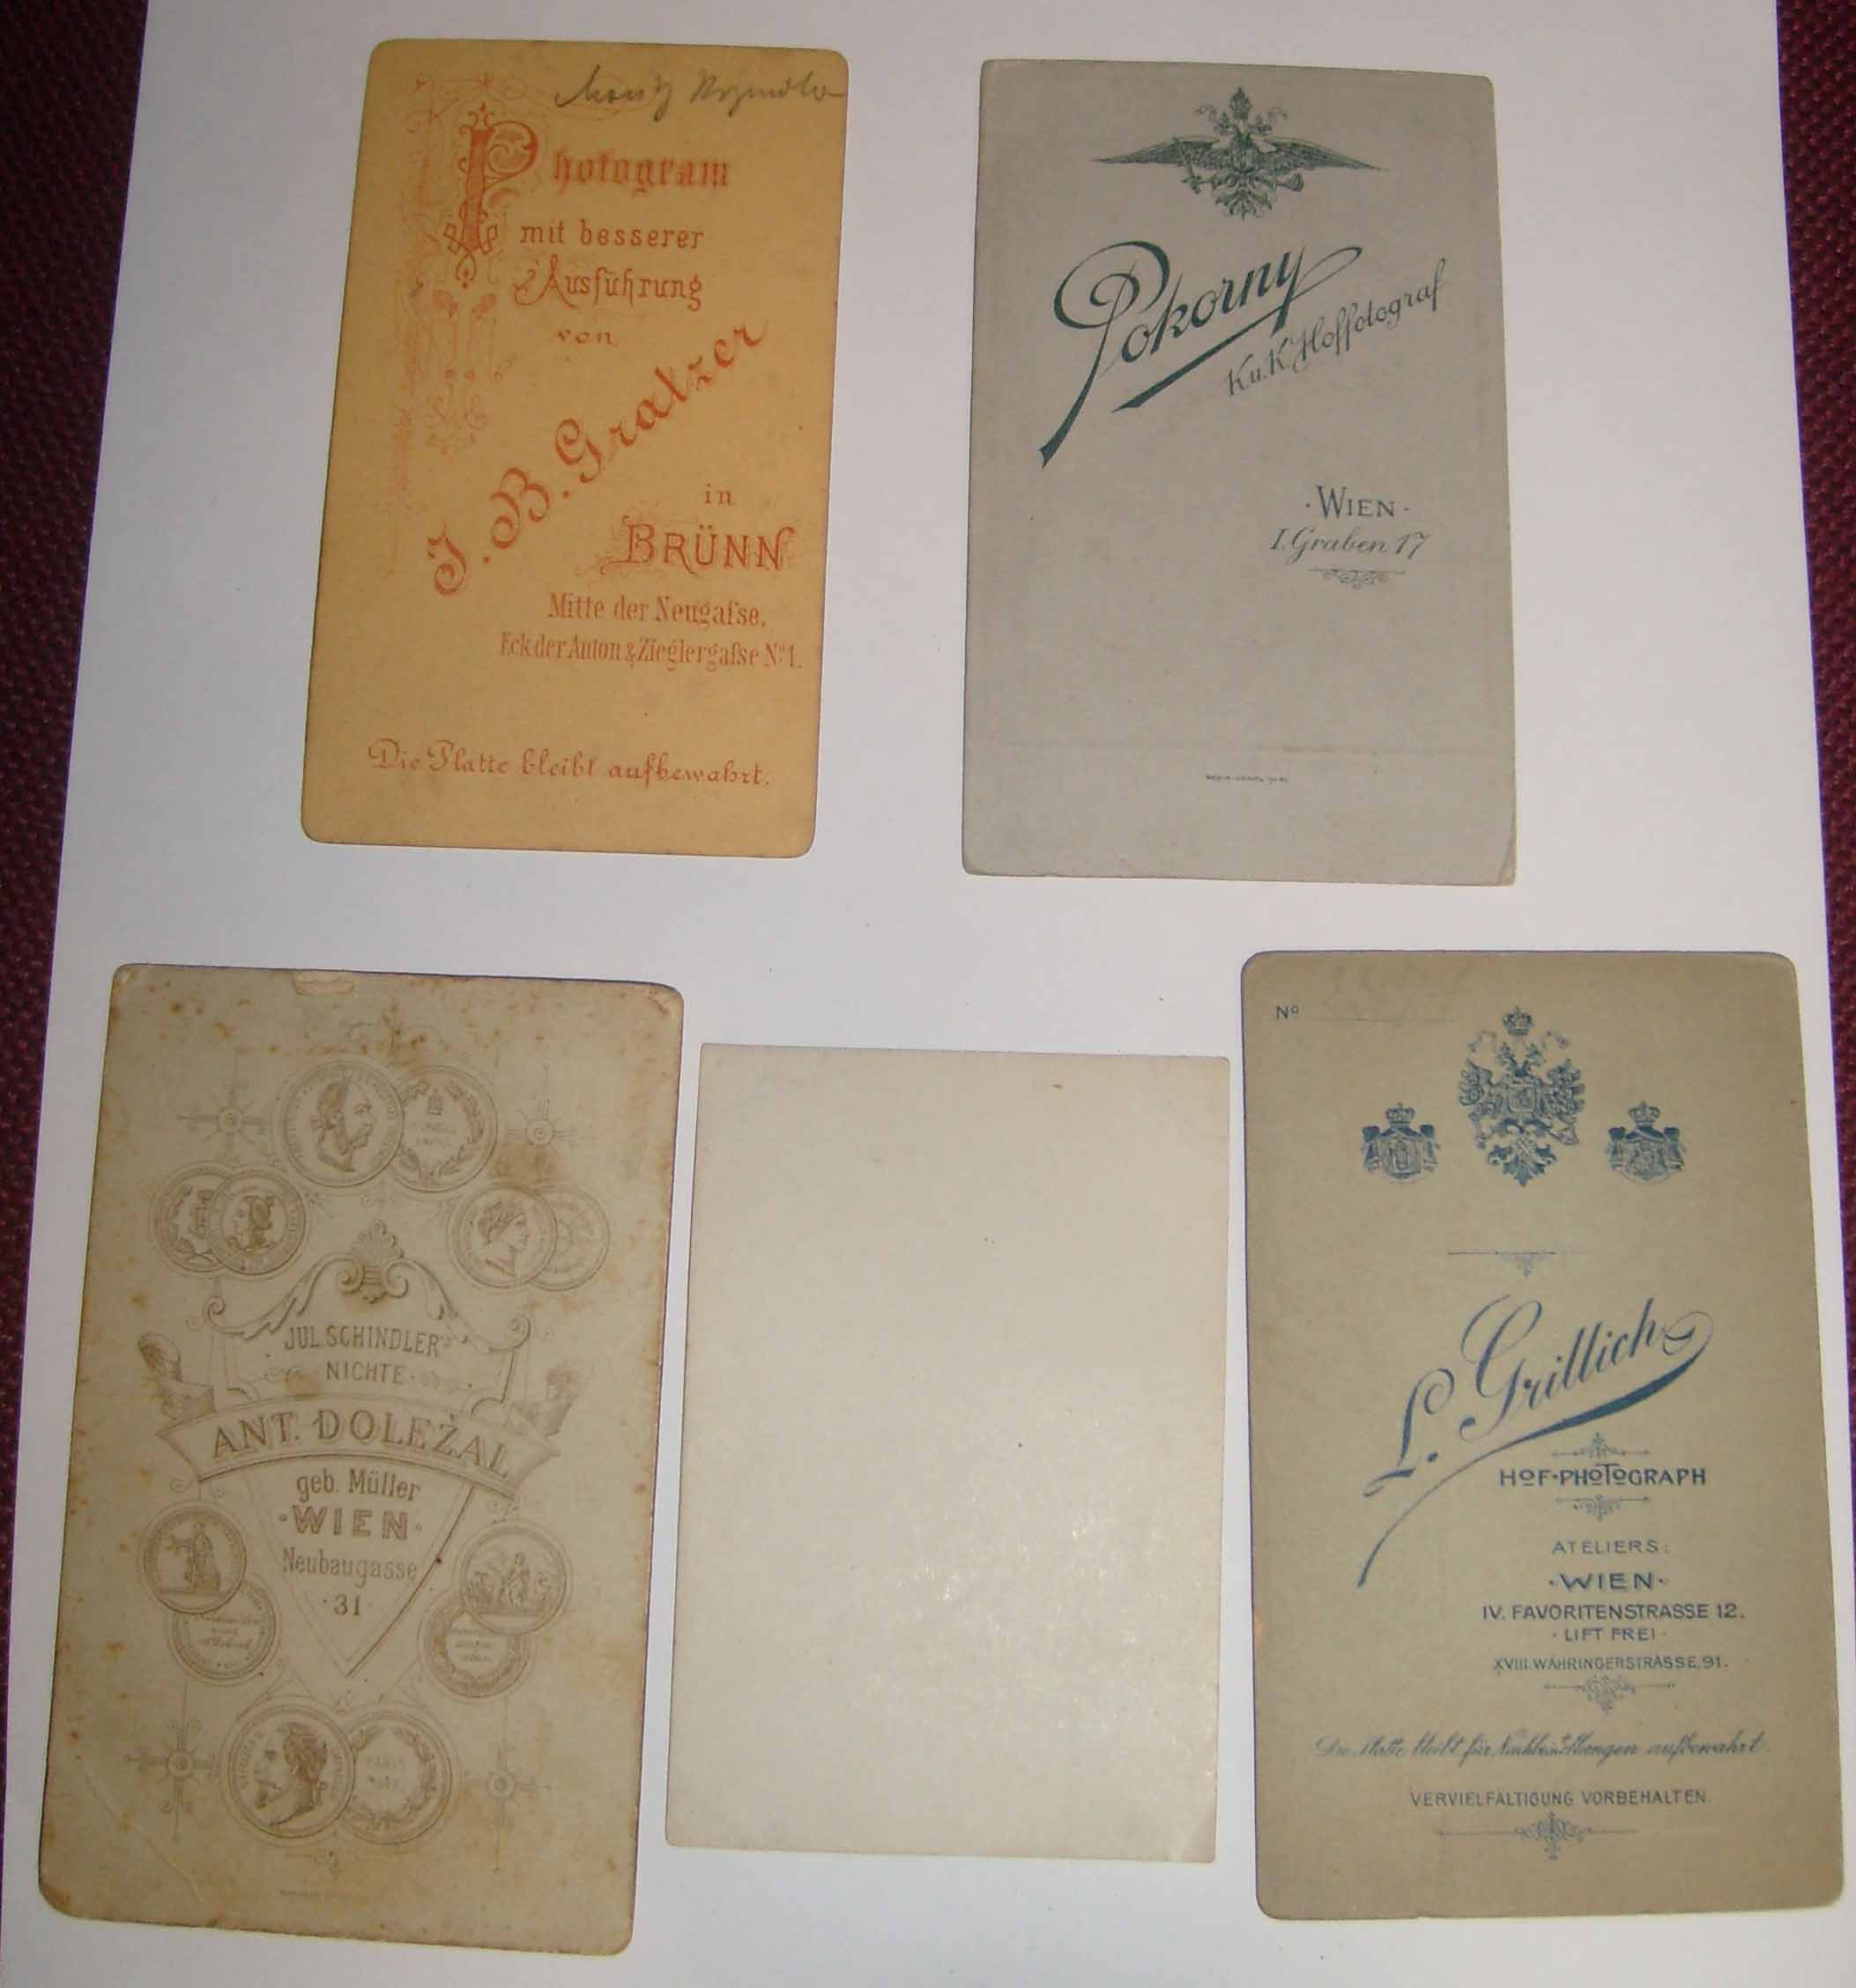 Moritz
Photogram
mit besserer
Ausführung
von
J. B. Gratzer
in
BRÜNN
Mitte der Neugaſse,
Eck der Anton & Zieglergaſse Nº 1.
Die Platte bleibt aufbewahrt.
Pokorny
K.u.K. Hoffotograf
· WIEN ·
I. Graben 17
JUL. SCHINDLER'S
NICHTE
ANT. DOLEŽAL
geb. Müller
· WIEN ·
Neubaugasse
· 31 ·
PARIS
Nº
L. Grillich
HOF-PHOTOGRAPH
ATELIERS:
· WIEN ·
IV. FAVORITENSTRASSE 12.
· LIFT FREI ·
XVIII. WÄHRINGERSTRASSE, 91.
Die Platte bleibt für Nachbestellungen aufbewahrt.
VERVIELFÄLTIGUNG VORBEHALTEN.